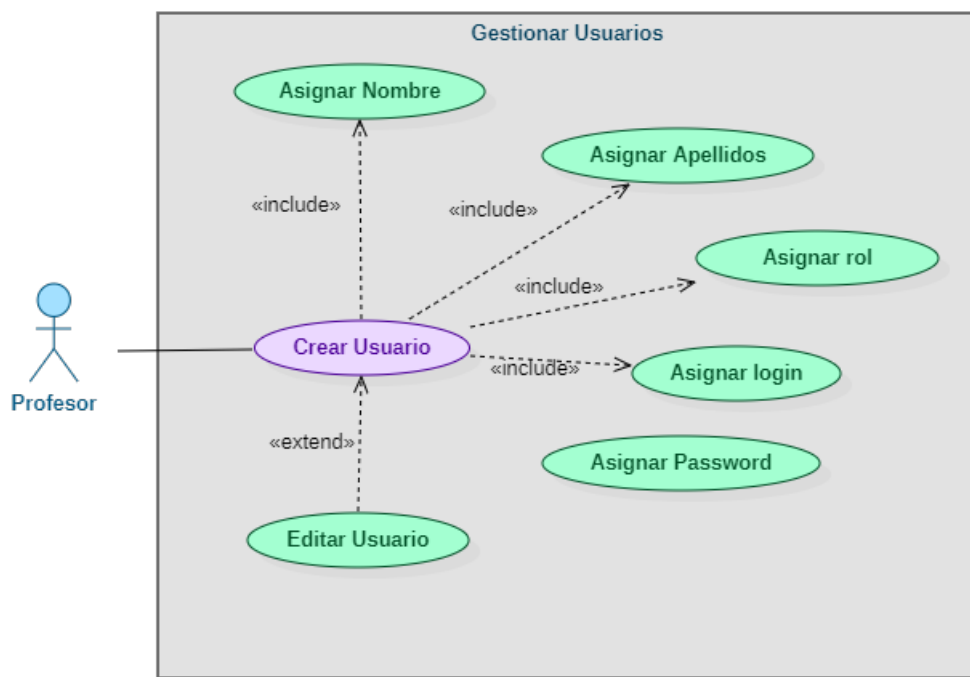 Gestionar Usuarios
Asignar Nombre
Asignar Apellidos
«include»
«include»
Asignar rol
«include»
Crear Usuario
«include»
Asignar login
Profesor
«extend»
Asignar Password
Editar Usuario